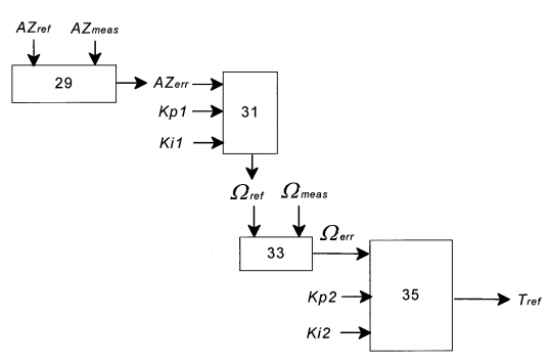 AZref AZmeas
29 AZerr
Kp1 31
Ki1
Ωref Ωmeas
33 Ωerr
Kp2 35 Tref
Ki2